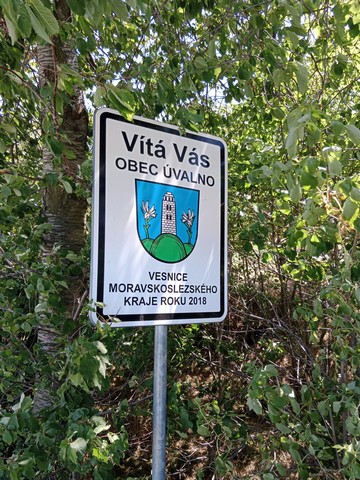 Vítá Vás
OBEC ÚVALNO
VESNICE
MORAVSKOSLEZSKÉHO
KRAJE ROKU 2018